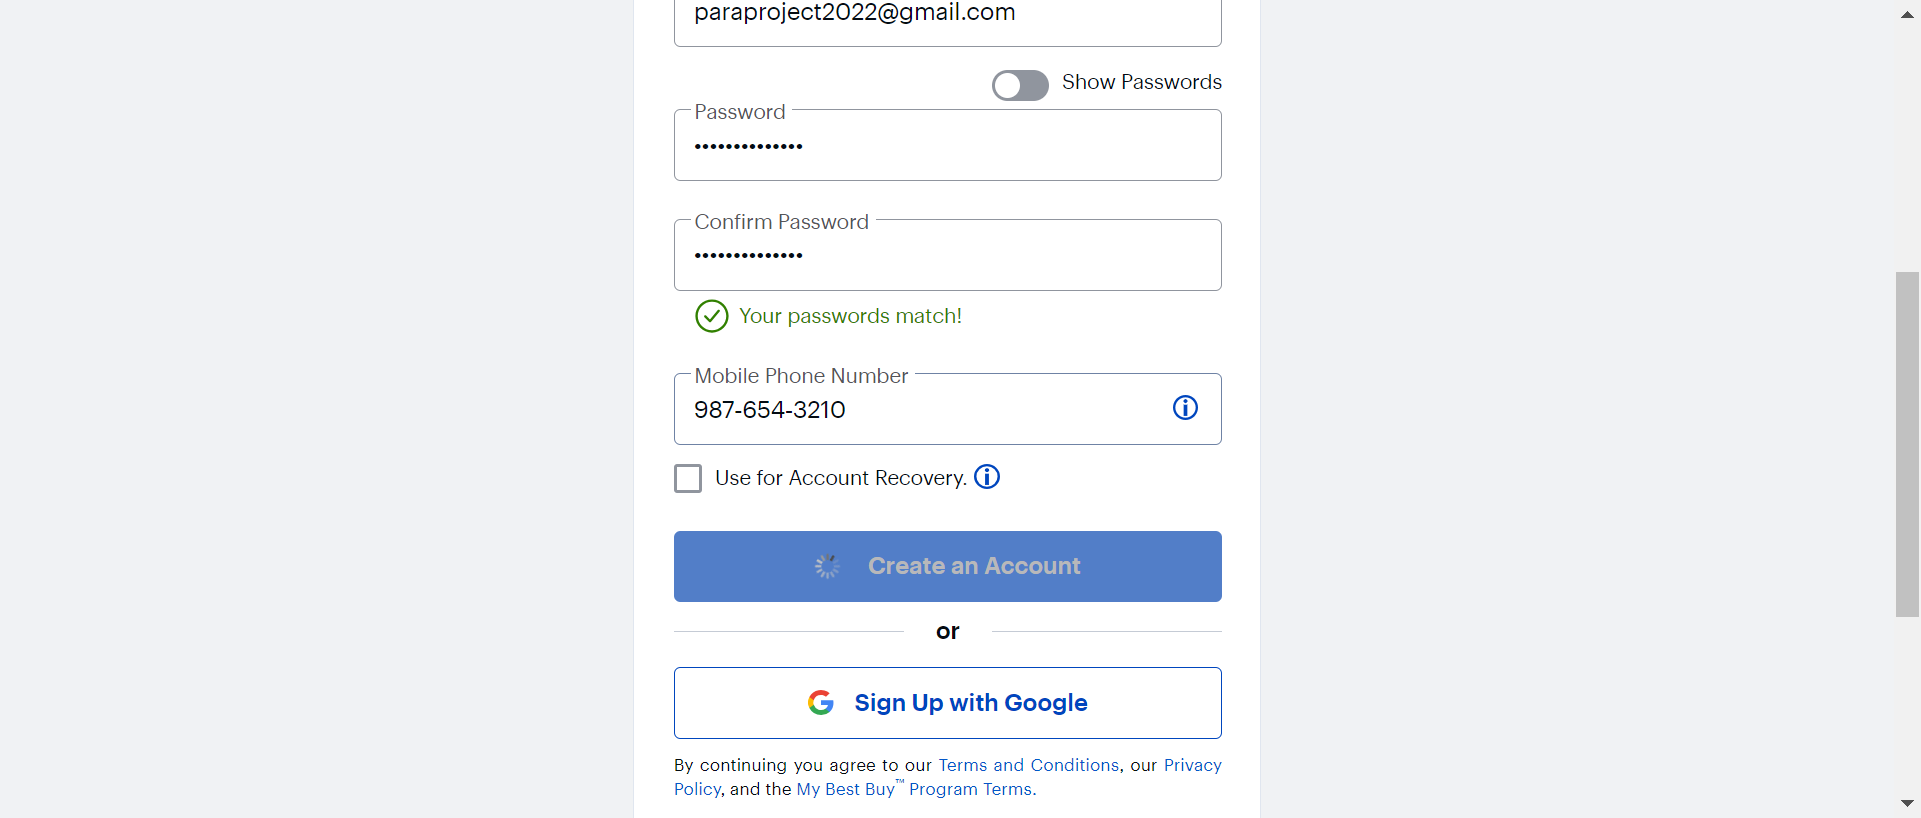 paraproject2022@gmail.com
Show Passwords
Password
••••••••••••••
Confirm Password
••••••••••••••
Your passwords match!
Mobile Phone Number
987-654-3210
Use for Account Recovery.
Create an Account
or
Sign Up with Google
By continuing you agree to our Terms and Conditions, our Privacy
Policy, and the My Best Buy™ Program Terms.